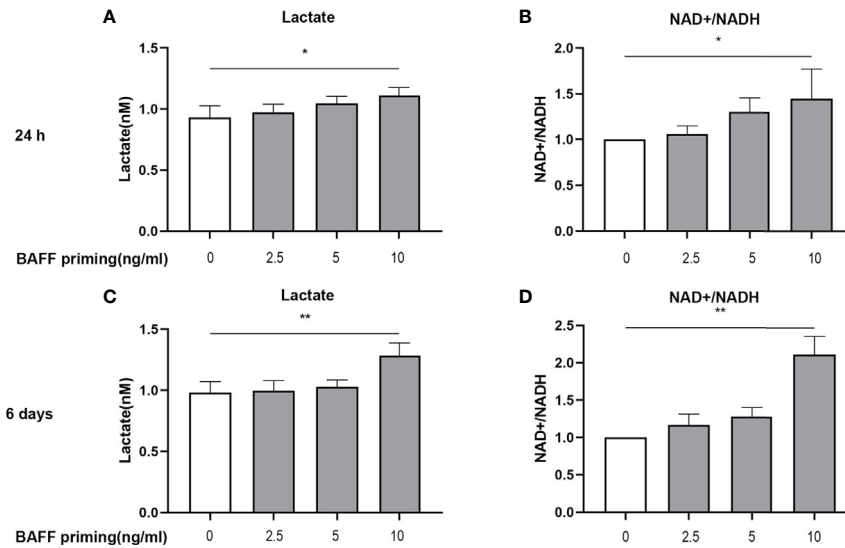 A
Lactate
1.5
*
1.0
0.5
0.0
Lactate(nM)
24 h
BAFF priming(ng/ml)
0 2.5 5 10
B
NAD+/NADH
2.0
*
1.5
1.0
0.5
0.0
NAD+/NADH
0 2.5 5 10
C
Lactate
1.5
**
1.0
0.5
0.0
Lactate(nM)
6 days
BAFF priming(ng/ml)
0 2.5 5 10
D
NAD+/NADH
**
2.5
2.0
1.5
1.0
0.5
0.0
NAD+/NADH
0 2.5 5 10